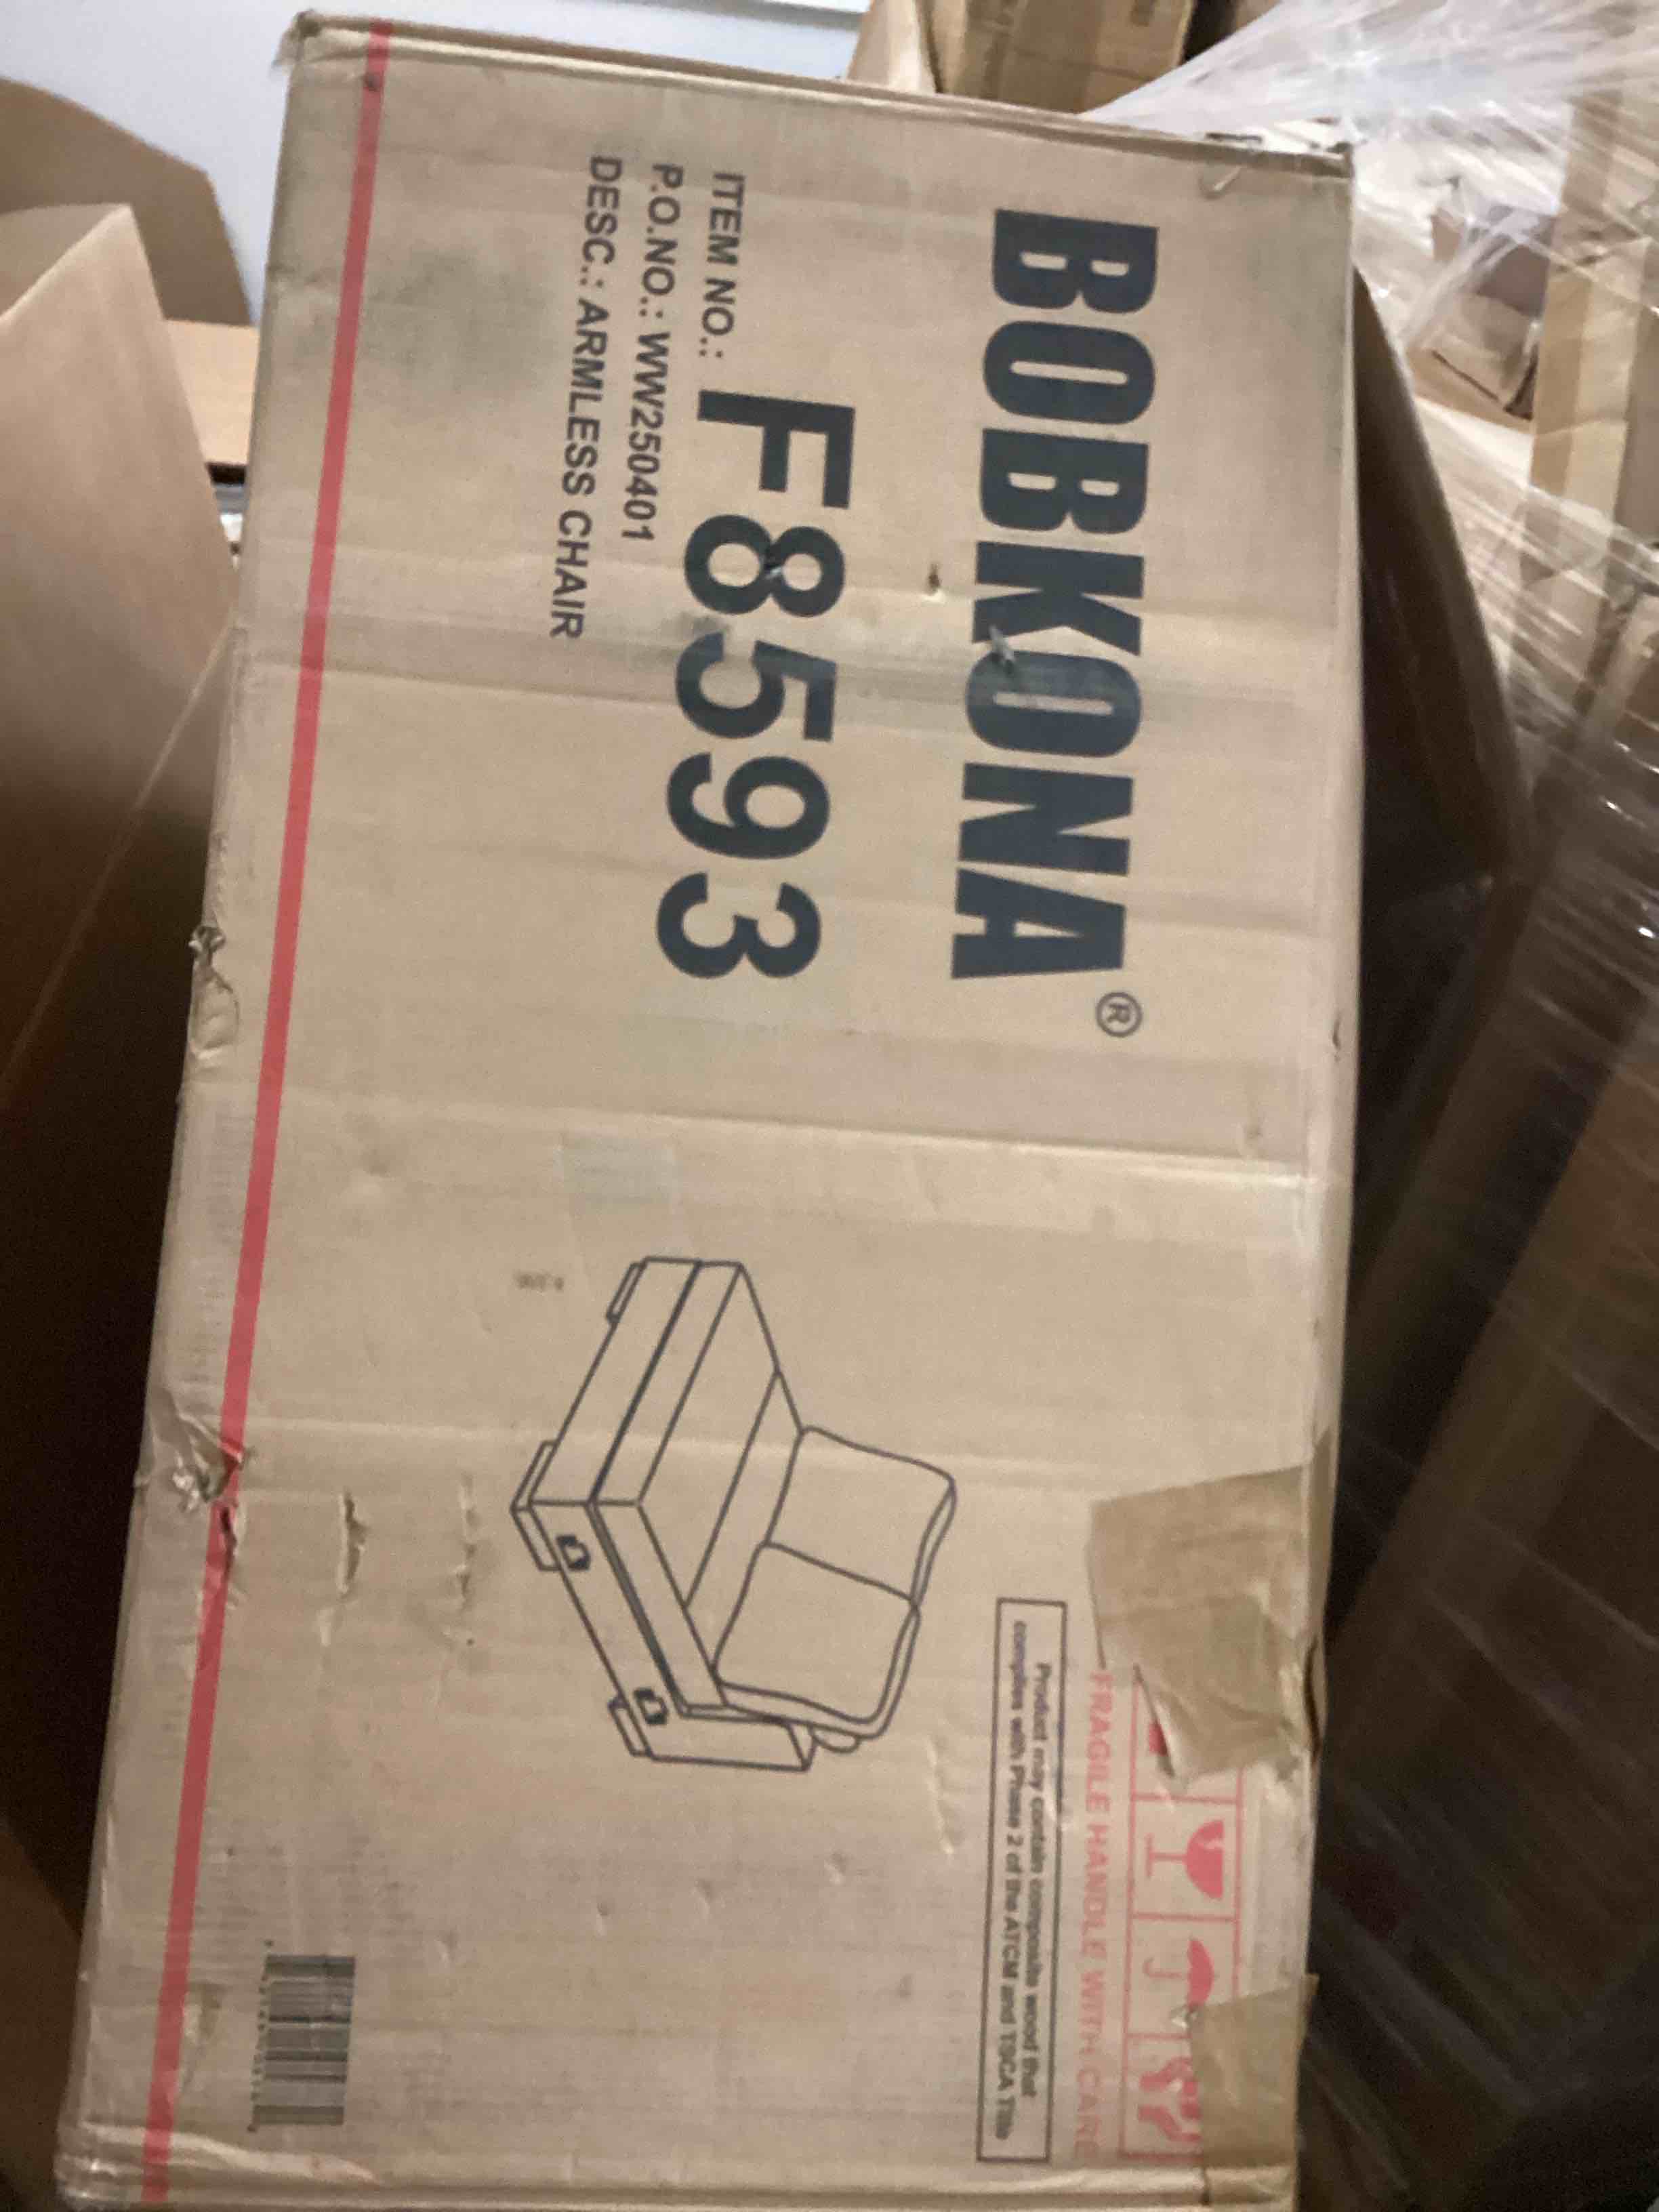 BOBKONA®
ITEM NO.: F8593
P.O.NO.: WW250401
DESC.: ARMLESS CHAIR
FRAGILE HANDLE WITH CARE
Product may contain composite wood that
complies with Phase 2 of the ATCM and TSCA Title